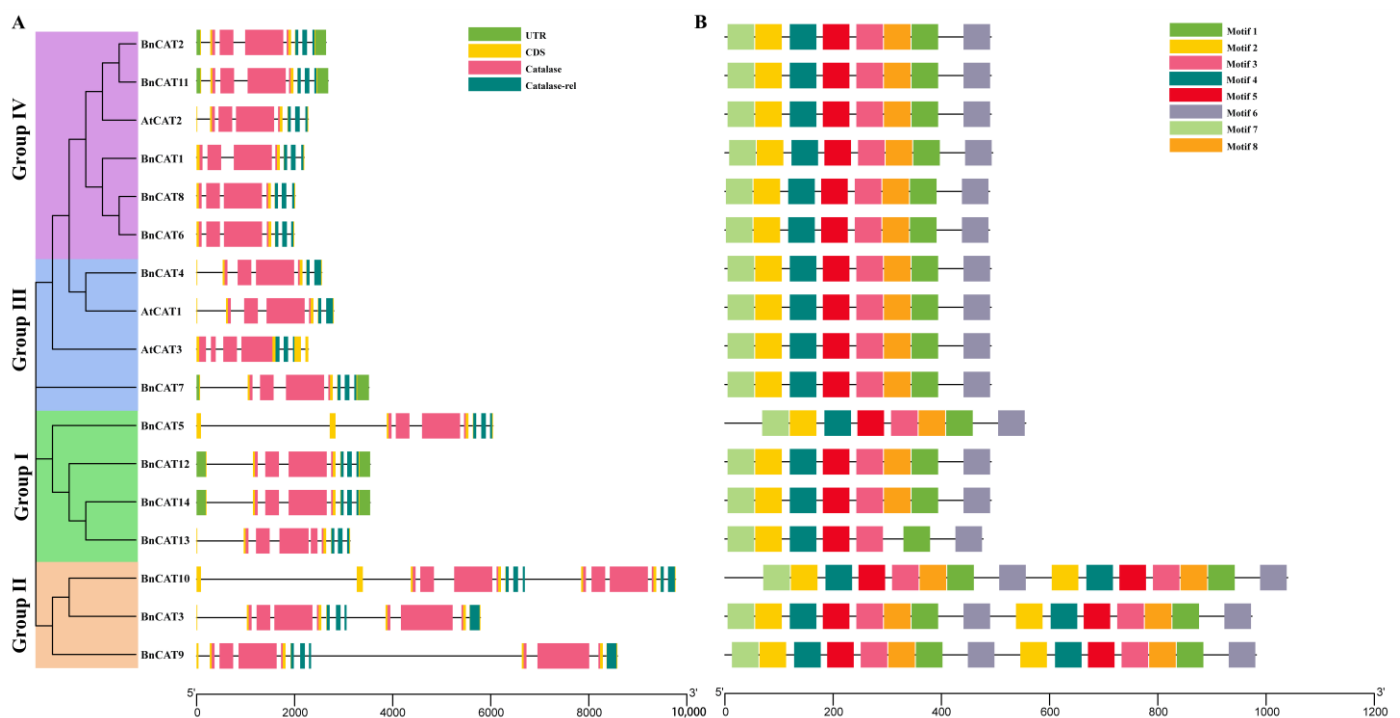 A
Group IV
Group III
Group I
Group II
BnCAT2
BnCAT11
AtCAT2
BnCAT1
BnCAT8
BnCAT6
BnCAT4
AtCAT1
AtCAT3
BnCAT7
BnCAT5
BnCAT12
BnCAT14
BnCAT13
BnCAT10
BnCAT3
BnCAT9
UTR
CDS
Catalase
Catalase-rel
5' 3'
0 2000 4000 6000 8000 10,000
B
Motif 1
Motif 2
Motif 3
Motif 4
Motif 5
Motif 6
Motif 7
Motif 8
5' 3'
0 200 400 600 800 1000 1200